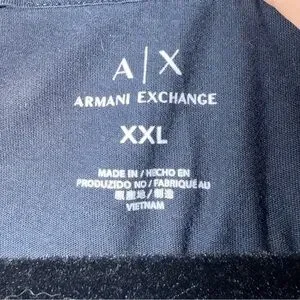 A|X
ARMANI EXCHANGE
XXL
MADE IN / HECHO EN
PRODUZIDO NO / FABRIQUÉ AU
VIETNAM